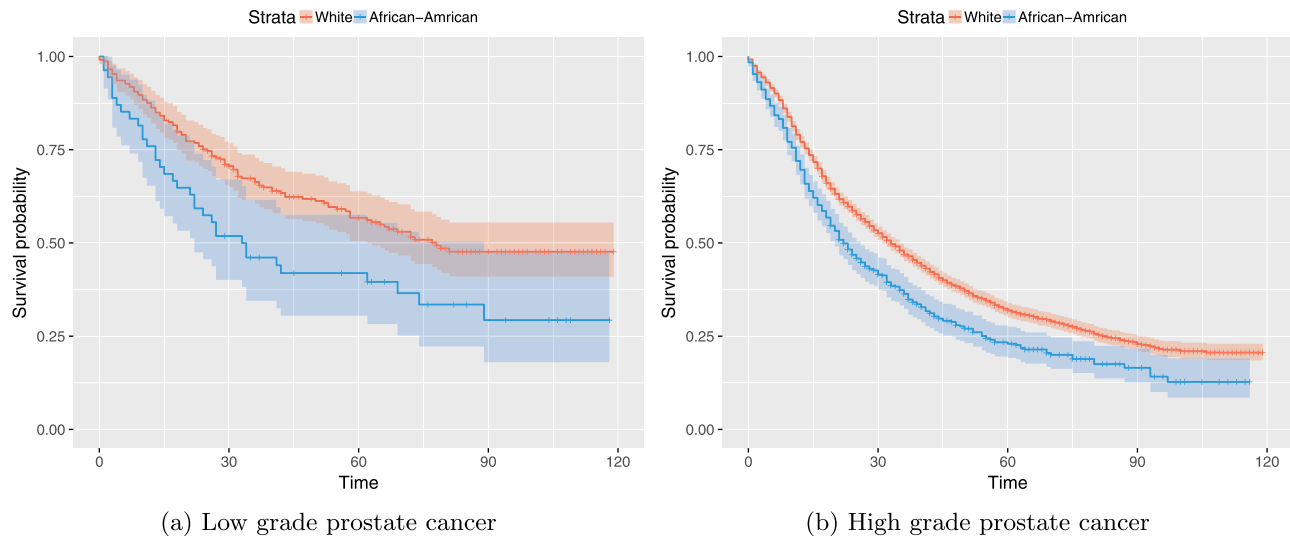 Strata White African−Amrican
Survival probability
1.00
0.75
0.50
0.25
0.00
0 30 60 90 120
Time
(a) Low grade prostate cancer
Strata White African−Amrican
Survival probability
1.00
0.75
0.50
0.25
0.00
0 30 60 90 120
Time
(b) High grade prostate cancer